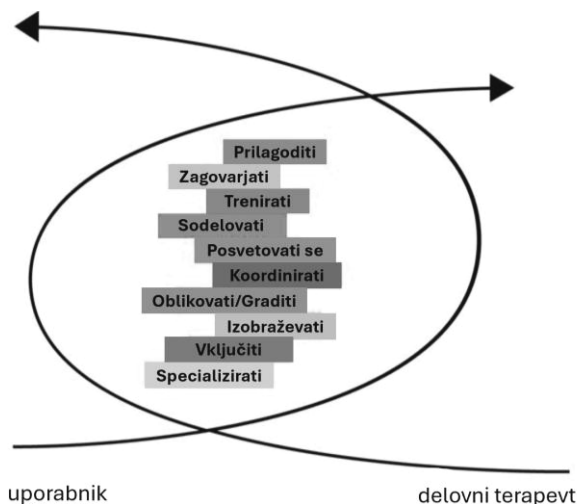 Prilagoditi
Zagovarjati
Trenirati
Sodelovati
Posvetovati se
Koordinirati
Oblikovati/Graditi
Izobraževati
Vključiti
Specializirati
uporabnik
delovni terapevt